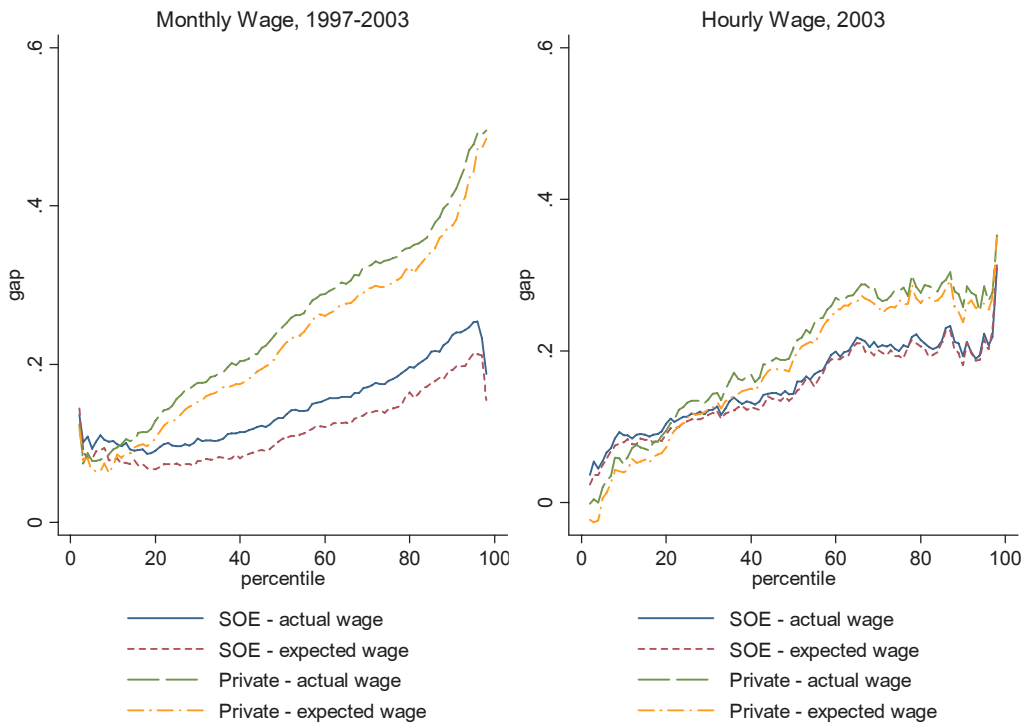 Monthly Wage, 1997-2003
.6
.4
.2
0
gap
0 20 40 60 80 100
percentile
SOE - actual wage
SOE - expected wage
Private - actual wage
Private - expected wage
Hourly Wage, 2003
.6
.4
.2
0
gap
0 20 40 60 80 100
percentile
SOE - actual wage
SOE - expected wage
Private - actual wage
Private - expected wage